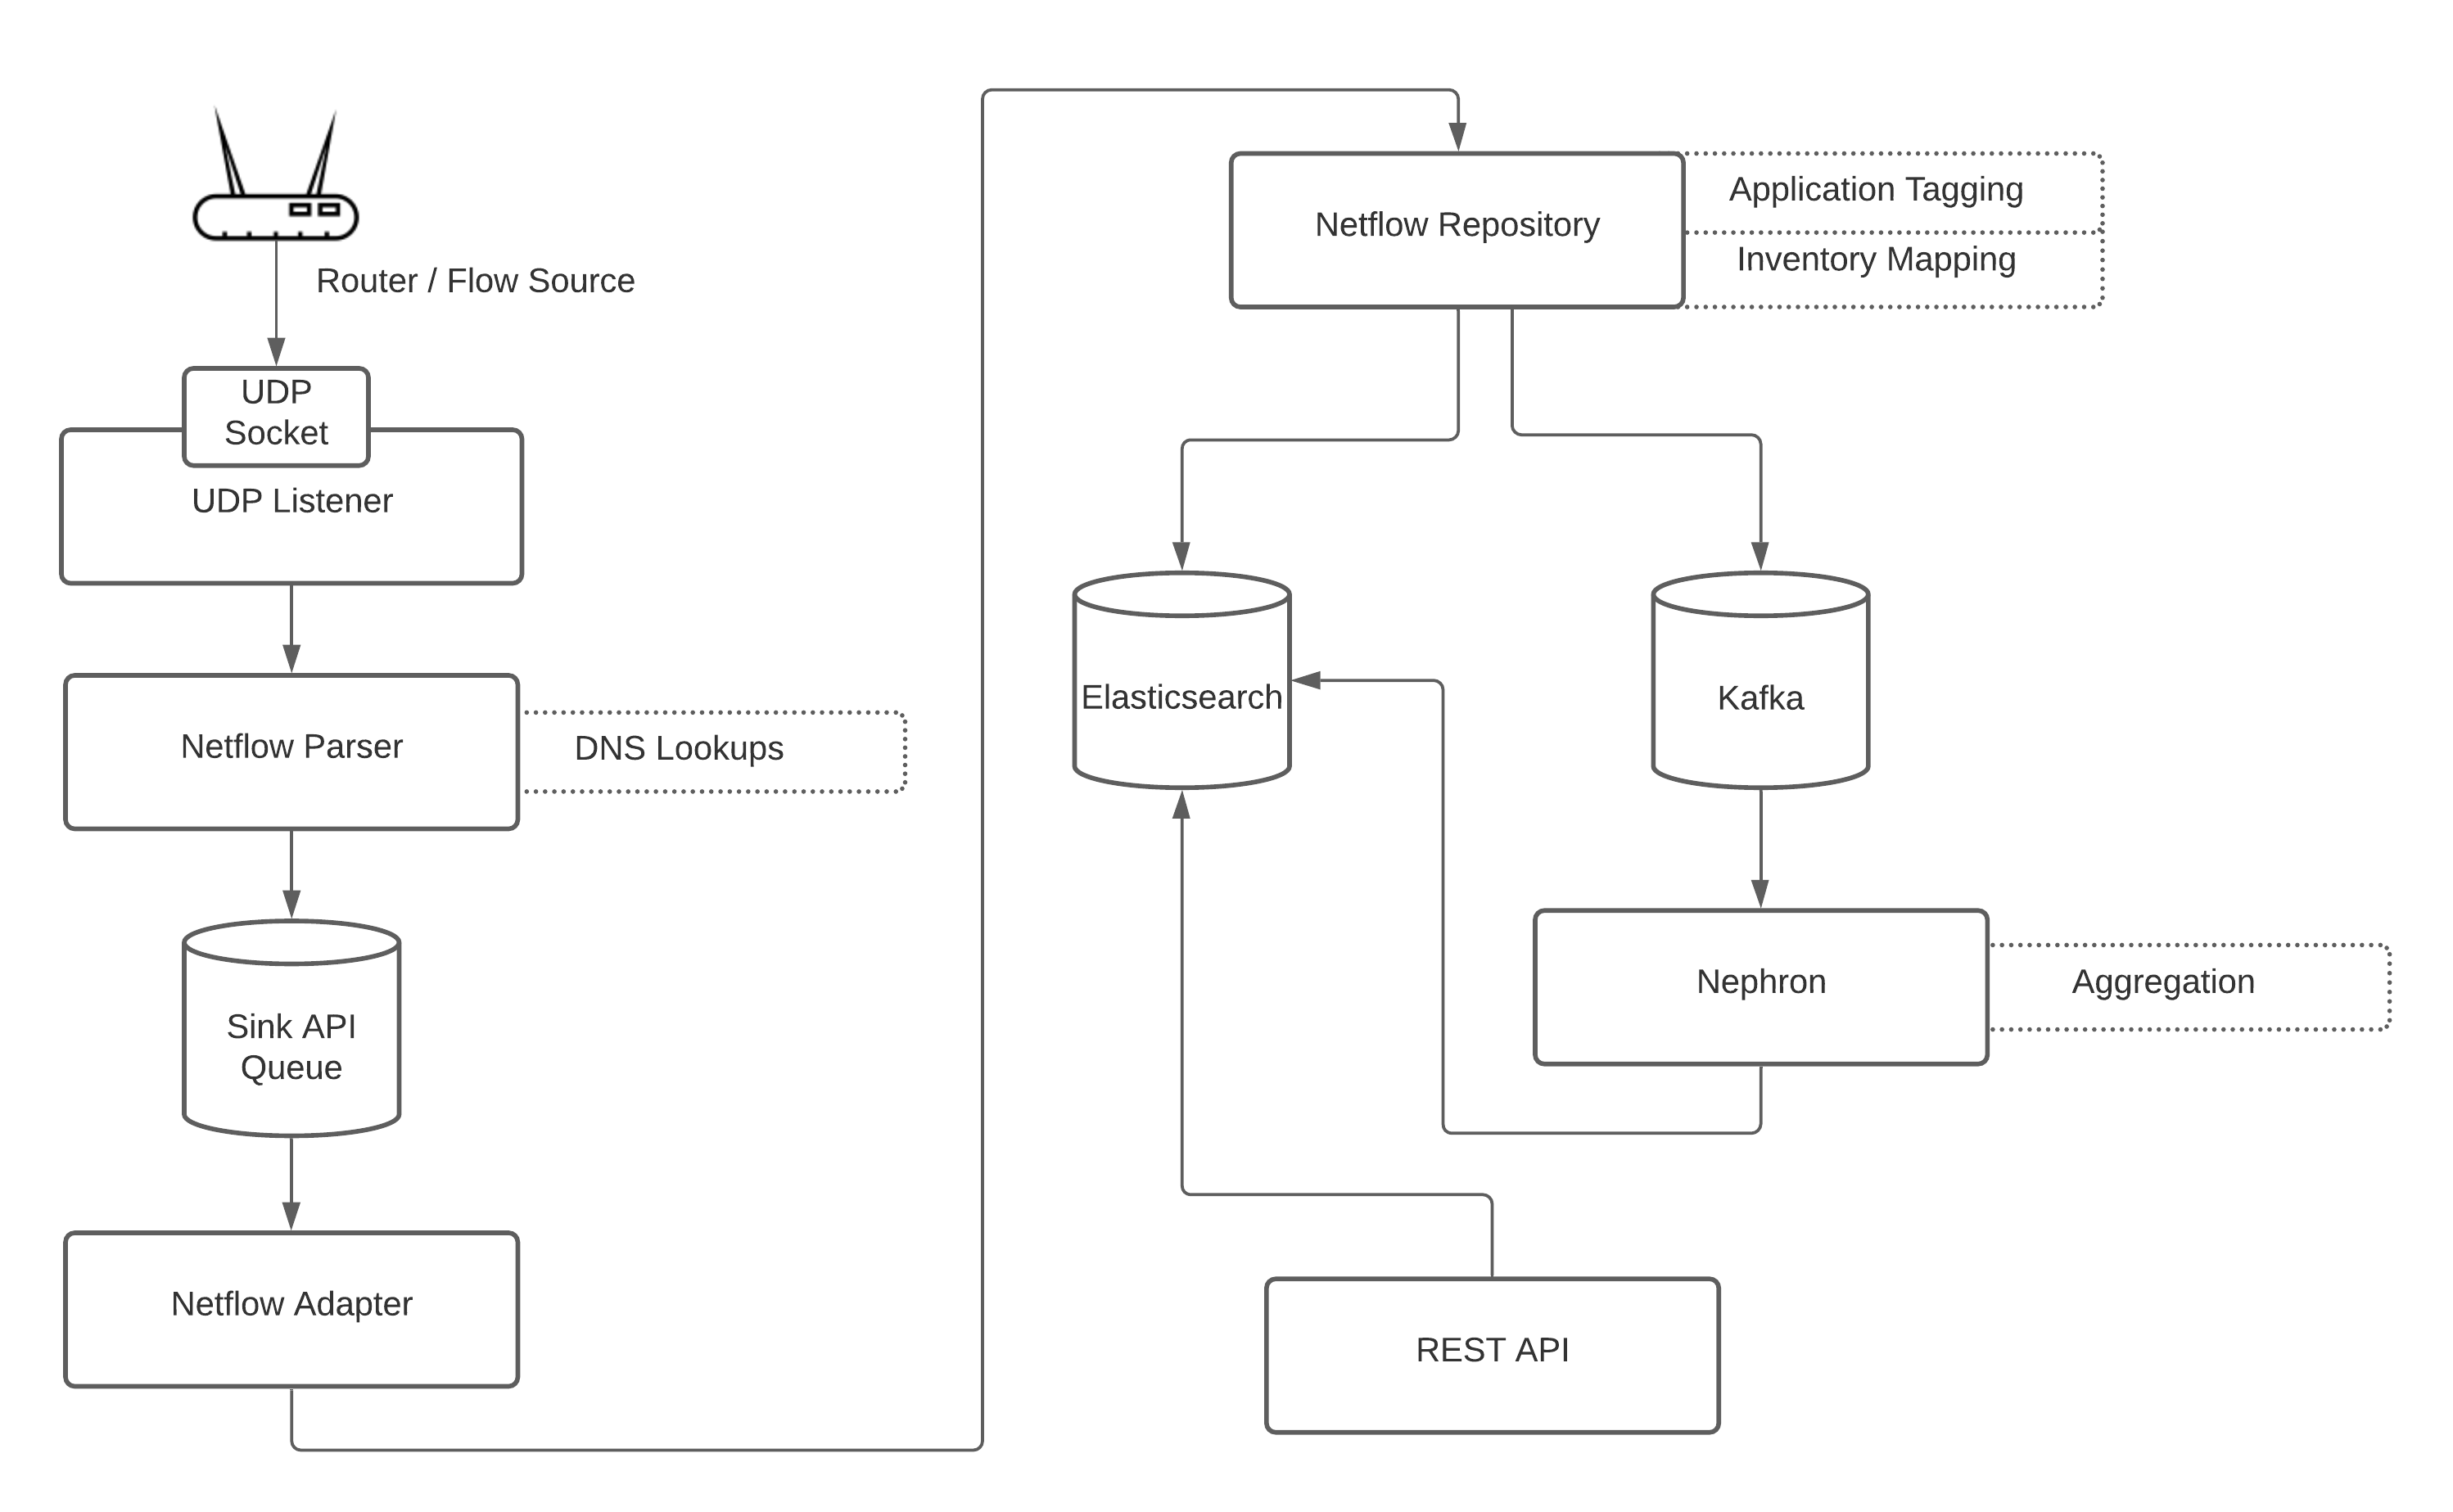 Router / Flow Source
UDP
Socket
UDP Listener
Netflow Parser
DNS Lookups
Sink API
Queue
Netflow Adapter
Netflow Repository
Application Tagging
Inventory Mapping
Elasticsearch
Kafka
Nephron
Aggregation
REST API